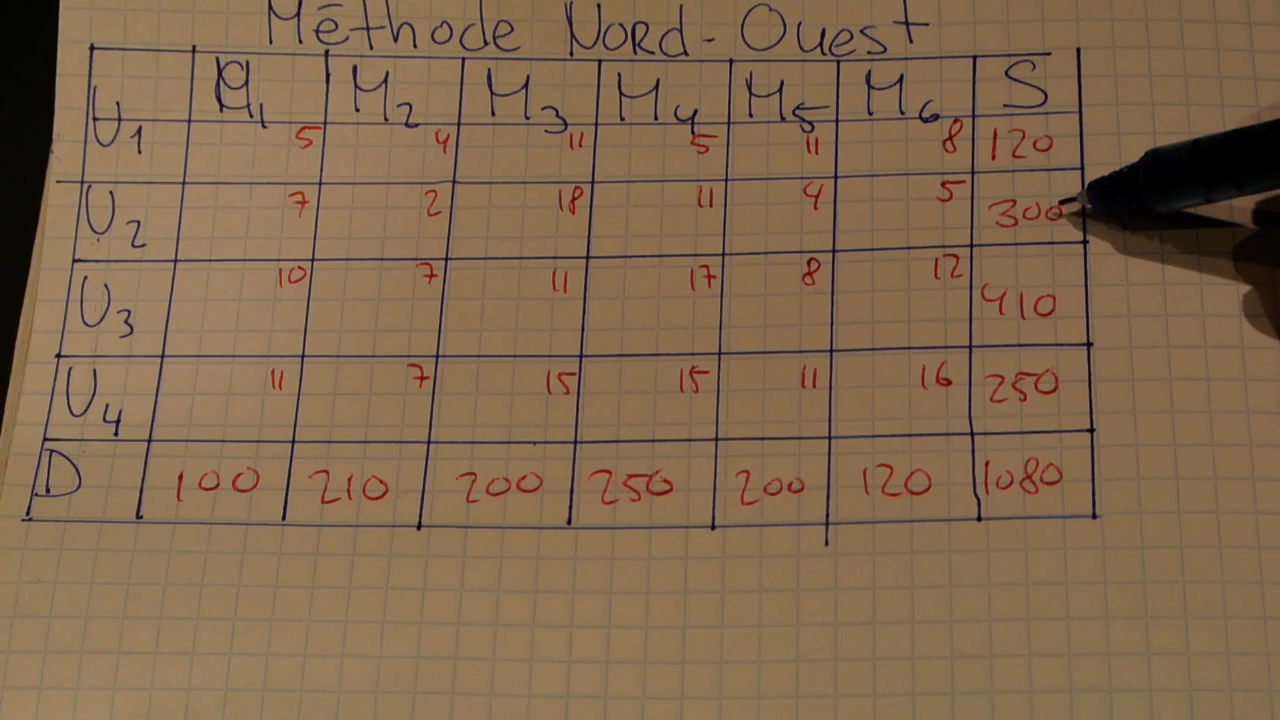 Méthode Nord-Ouest
M1 M2 M3 M4 M5 M6 S
U1 5 4 11 5 11 8 120
U2 7 2 18 11 4 5 300
U3 10 7 11 17 8 12 410
U4 11 7 15 15 11 16 250
D 100 210 200 250 200 120 1080